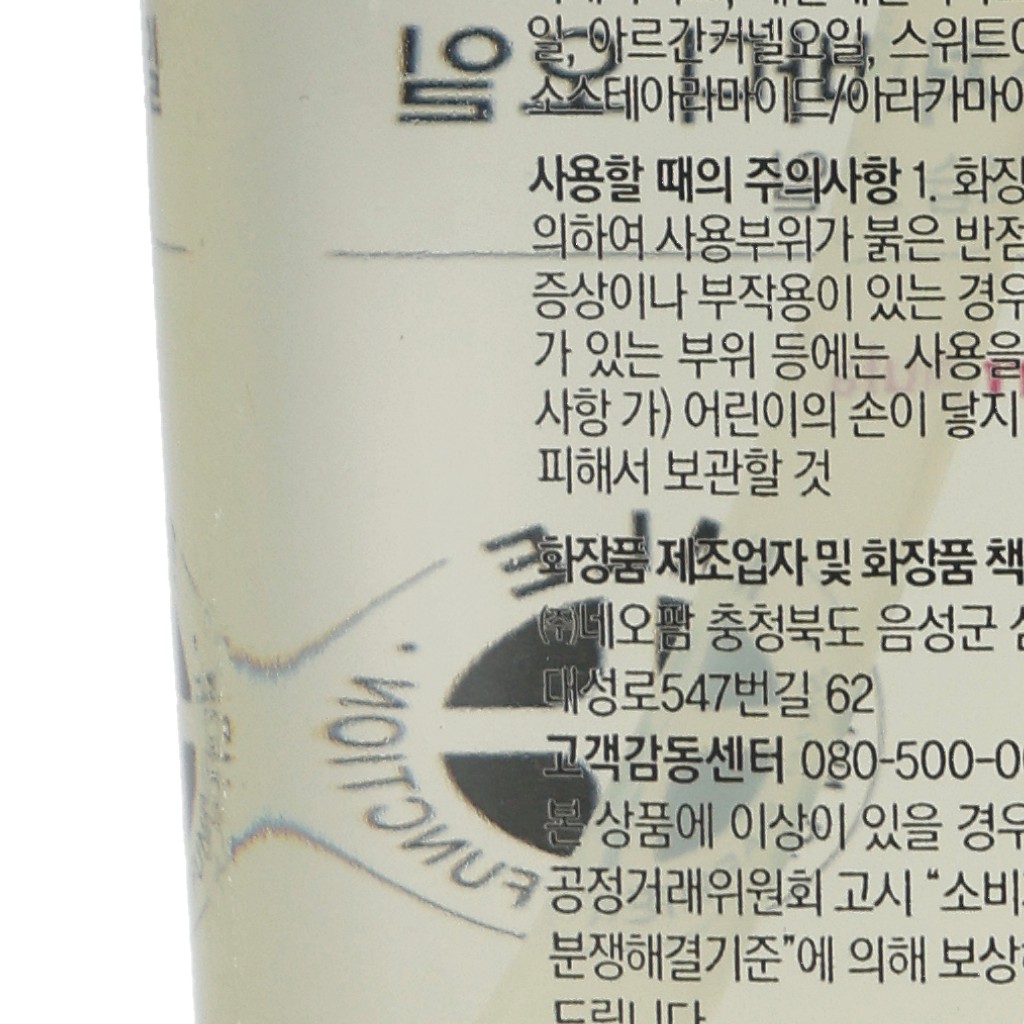 일, 아르간커넬오일, 스위트
소스테아라마이드/아라카마이
사용할 때의 주의사항 1. 화장
의하여 사용부위가 붉은 반점
증상이나 부작용이 있는 경우
가 있는 부위 등에는 사용을
사항 가) 어린이의 손이 닿지
피해서 보관할 것
화장품 제조업자 및 화장품 책
㈜네오팜 충청북도 음성군
대성로547번길 62
고객감동센터 080-500-0
본 상품에 이상이 있을 경우
공정거래위원회 고시 “소비
분쟁해결기준”에 의해 보상
드립니다
FUNCTION